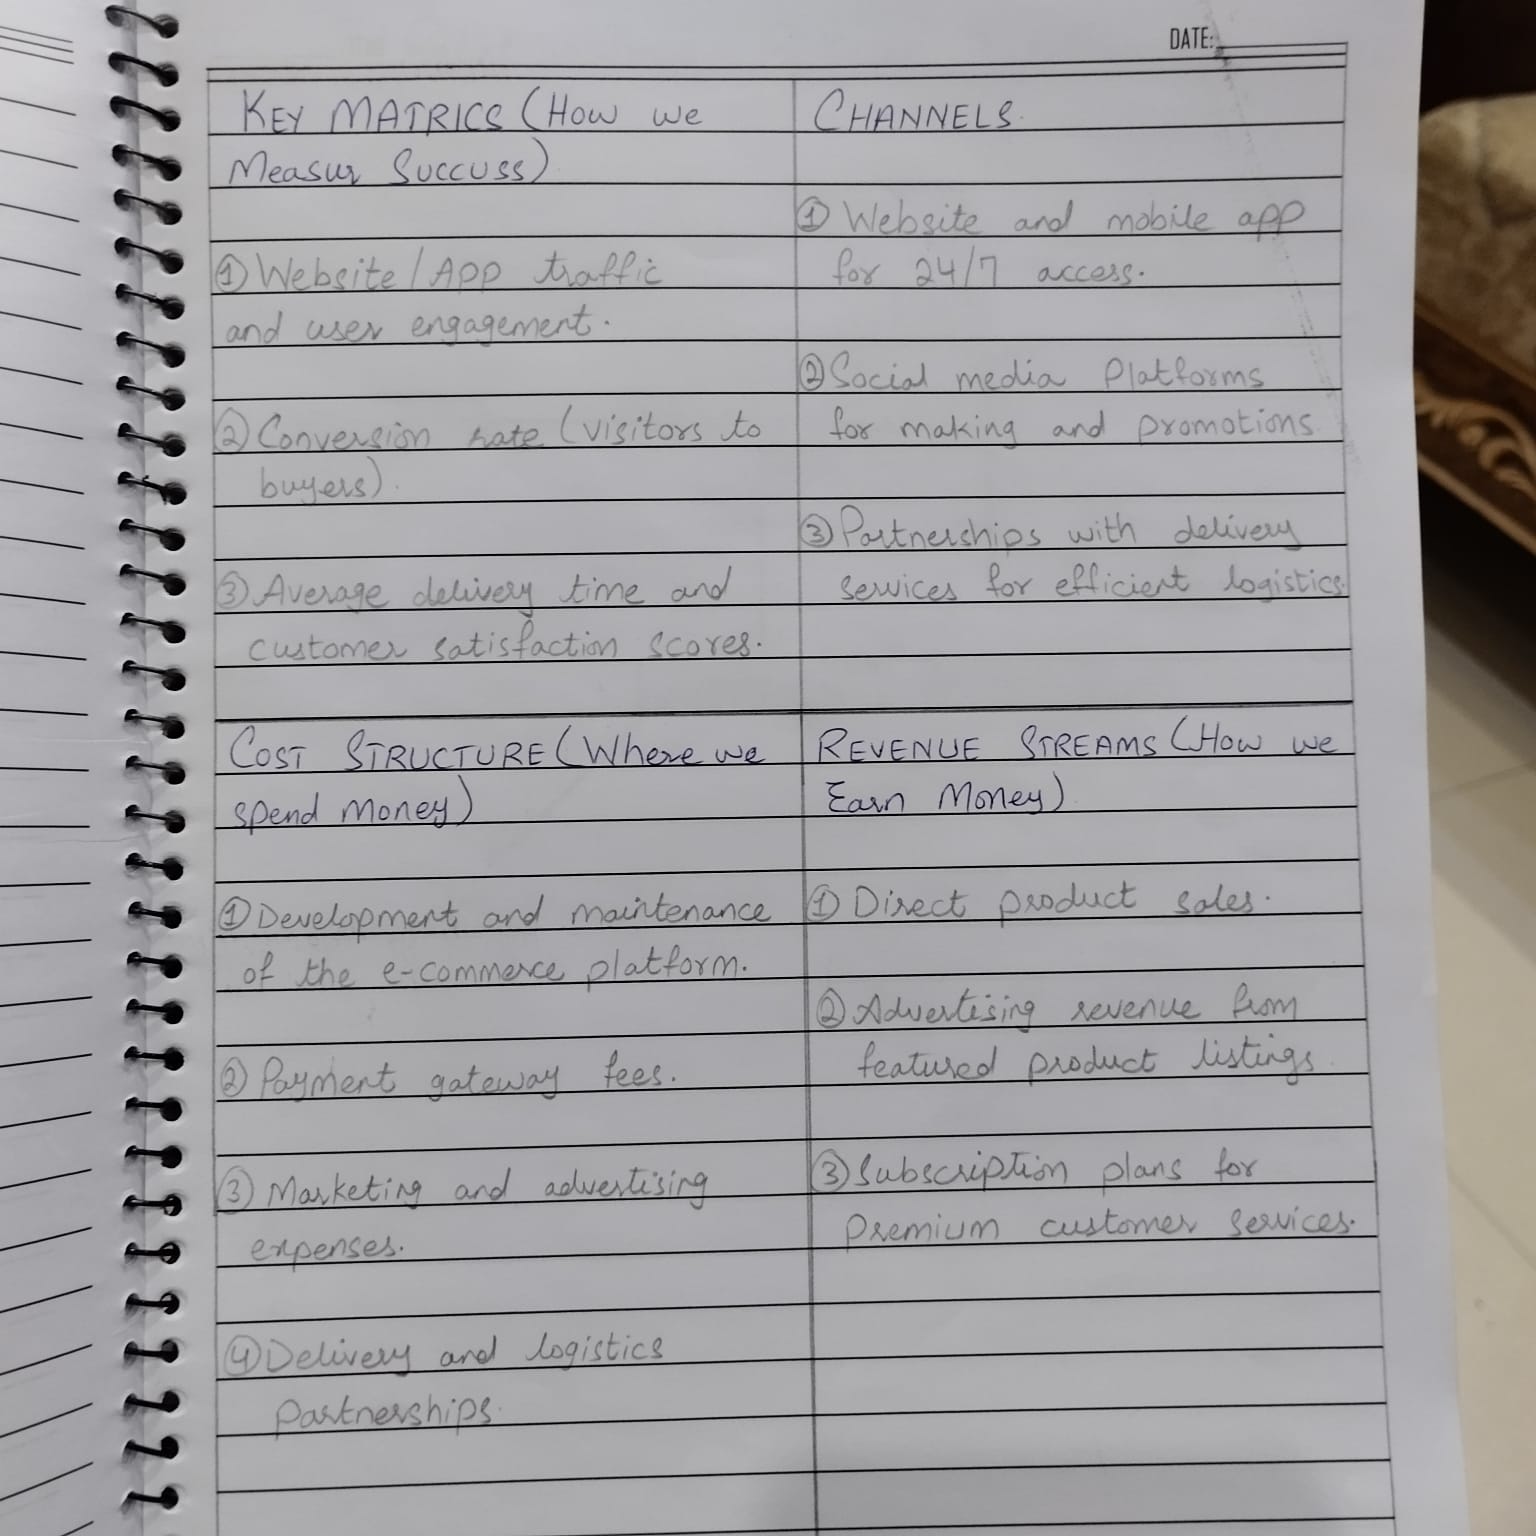 DATE:
KEY MATRICS (HOW we
Measur Succuss)
① Website / APP traffic
and user engagement.
② Conversion rate (visitors to
buyers).
③ Average delivery time and
customer satisfaction scores.
CHANNELS.
① Website and mobile app
for 24/7 access.
② Social media Platforms
for making and promotions.
③ Partnerships with delivery
services for efficient logistics.
COST STRUCTURE (Where we
spend Money)
① Development and maintenance
of the e-commerce platform.
② Payment gateway fees.
③ Marketing and advertising
expenses.
④ Delivery and logistics
partnerships.
REVENUE STREAMS (How we
Earn Money)
① Direct product sales.
② Advertising revenue from
featured product listings.
③ Subscription plans for
premium customer services.